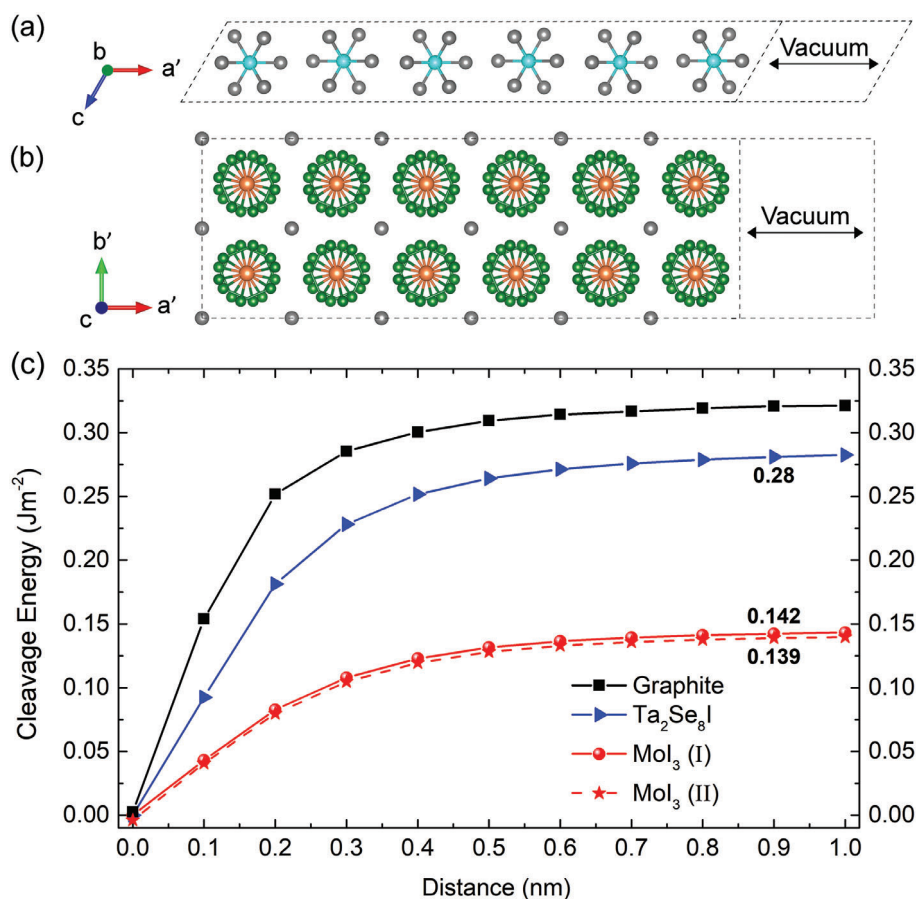 (a)
b
a'
c
Vacuum
(b)
b'
c
a'
Vacuum
(c)
0.35
0.30
0.25
0.20
0.15
0.10
0.05
0.00
Cleavage Energy (Jm⁻²)
0.35
0.30
0.25
0.20
0.15
0.10
0.05
0.00
0.28
0.142
0.139
Graphite
Ta₂Se₈I
MoI₃ (I)
MoI₃ (II)
0.0 0.1 0.2 0.3 0.4 0.5 0.6 0.7 0.8 0.9 1.0
Distance (nm)